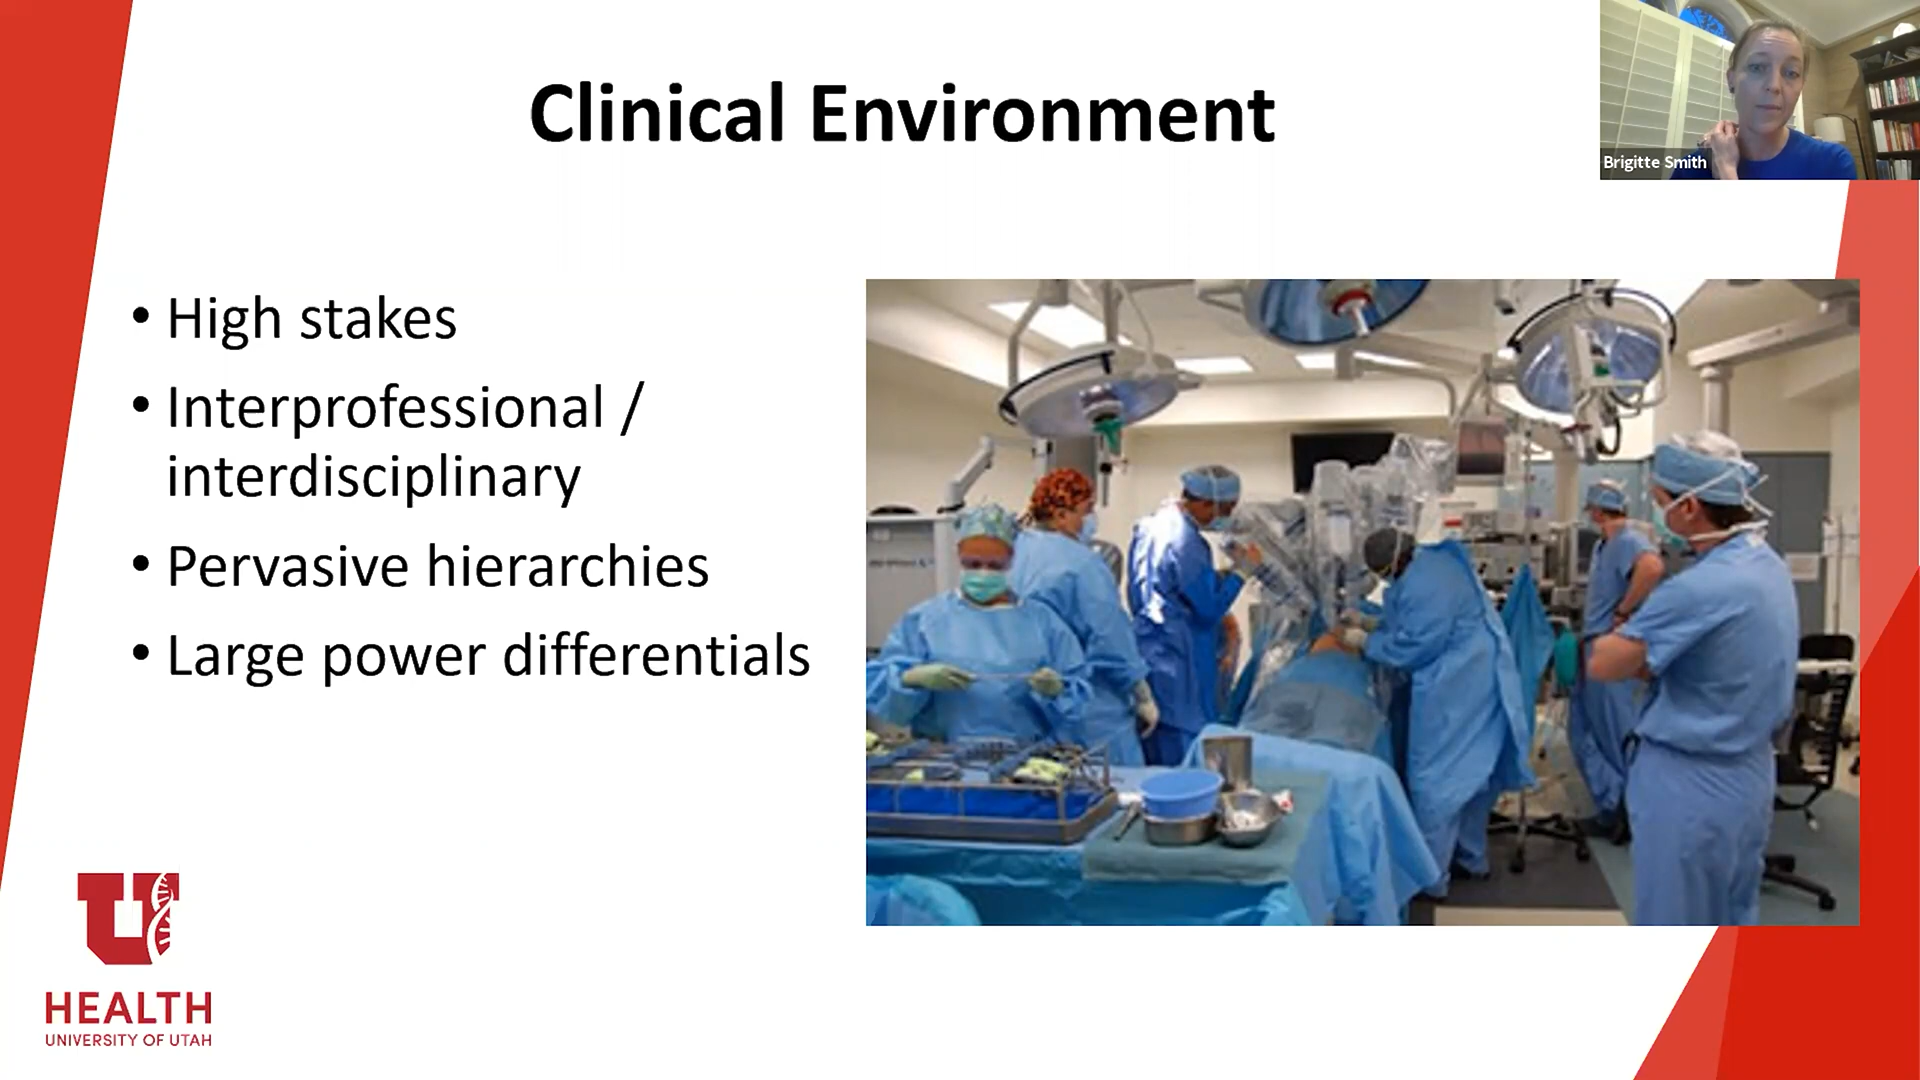 Clinical Environment
Brigitte Smith
• High stakes
• Interprofessional /
interdisciplinary
• Pervasive hierarchies
• Large power differentials
U
HEALTH
UNIVERSITY OF UTAH